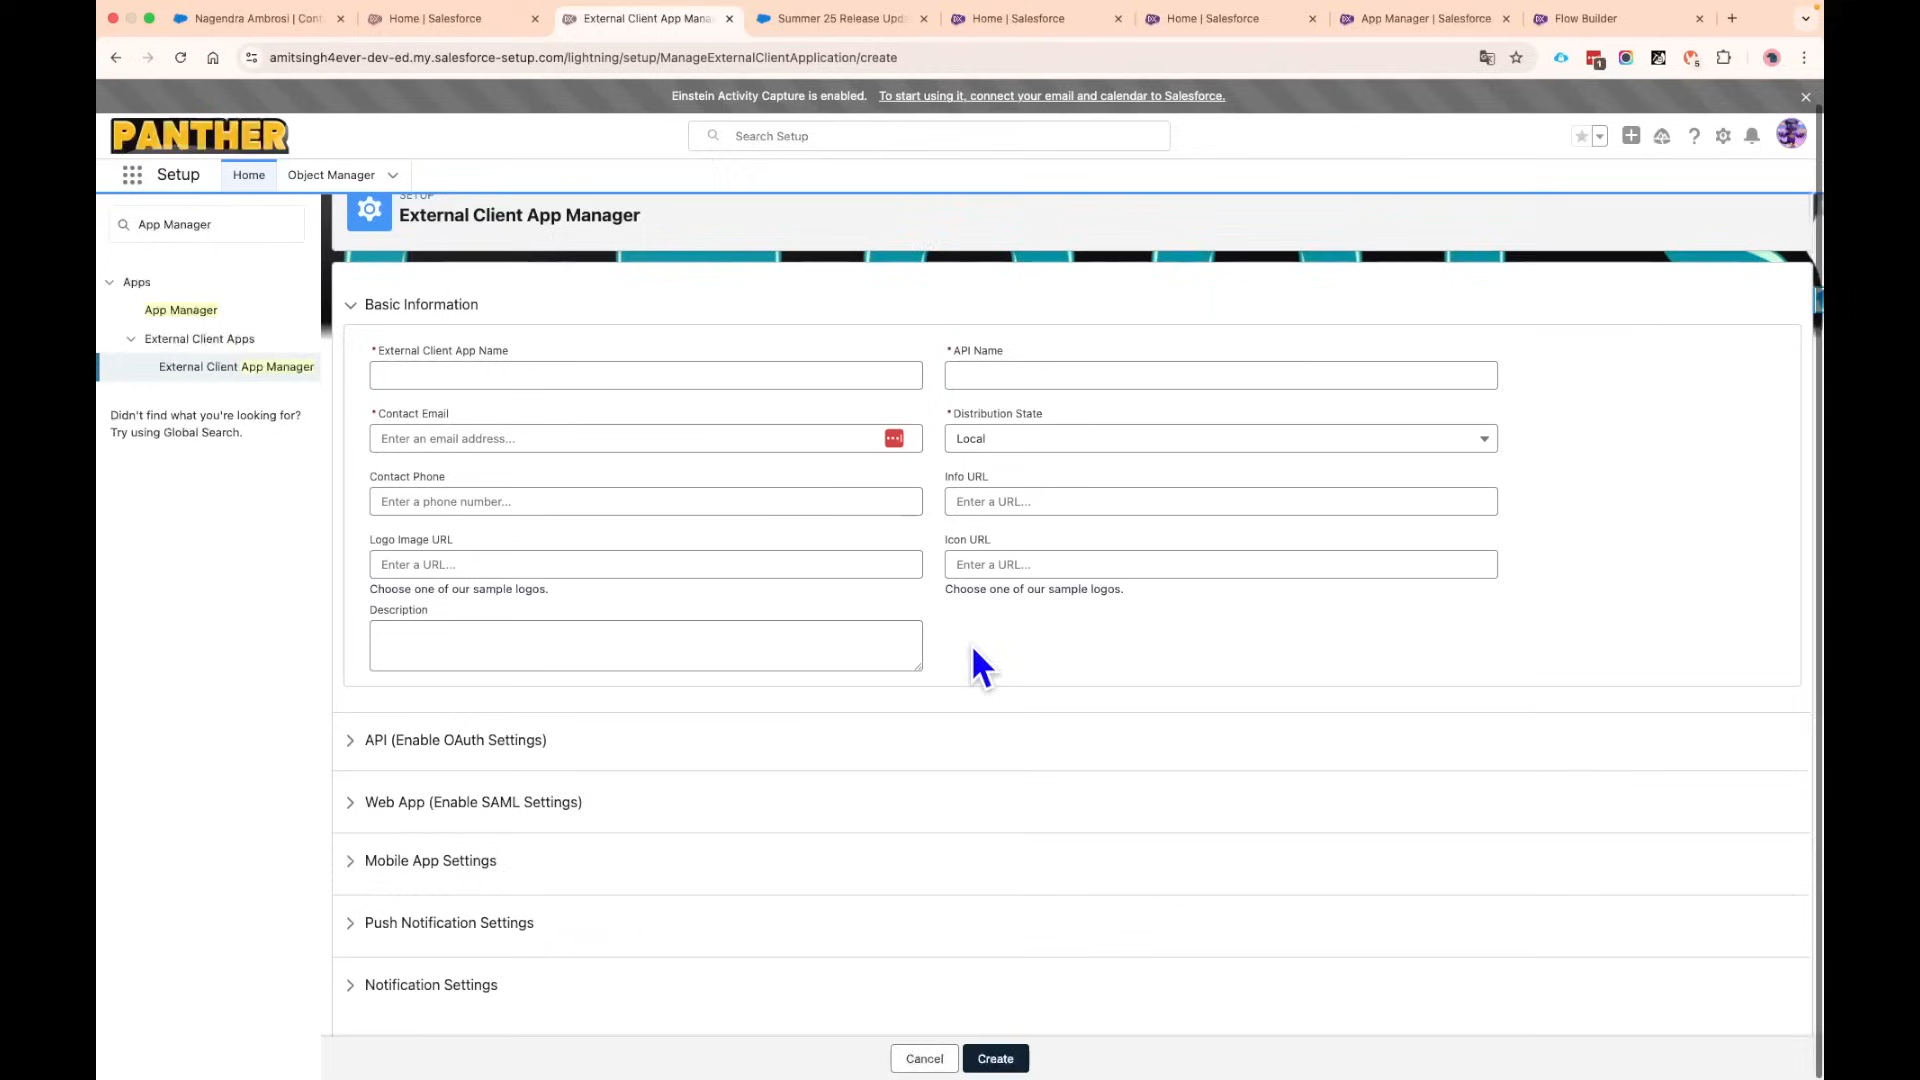 Nagendra Ambrosi | Con
Home | Salesforce
External Client App Mana
Summer 25 Release Upd
Home | Salesforce
Home | Salesforce
App Manager | Salesforce
Flow Builder
amitsingh4ever-dev-ed.my.salesforce-setup.com/lightning/setup/ManageExternalClientApplication/create
1
5
Einstein Activity Capture is enabled. To start using it, connect your email and calendar to Salesforce.
PANTHER
Search Setup
Setup
Home
Object Manager
App Manager
SETUP
External Client App Manager
Apps
App Manager
External Client Apps
External Client App Manager
Didn't find what you're looking for?
Try using Global Search.
Basic Information
* External Client App Name
* API Name
* Contact Email
Enter an email address...
* Distribution State
Local
Contact Phone
Enter a phone number...
Info URL
Enter a URL...
Logo Image URL
Enter a URL...
Choose one of our sample logos.
Icon URL
Enter a URL...
Choose one of our sample logos.
Description
API (Enable OAuth Settings)
Web App (Enable SAML Settings)
Mobile App Settings
Push Notification Settings
Notification Settings
Cancel
Create